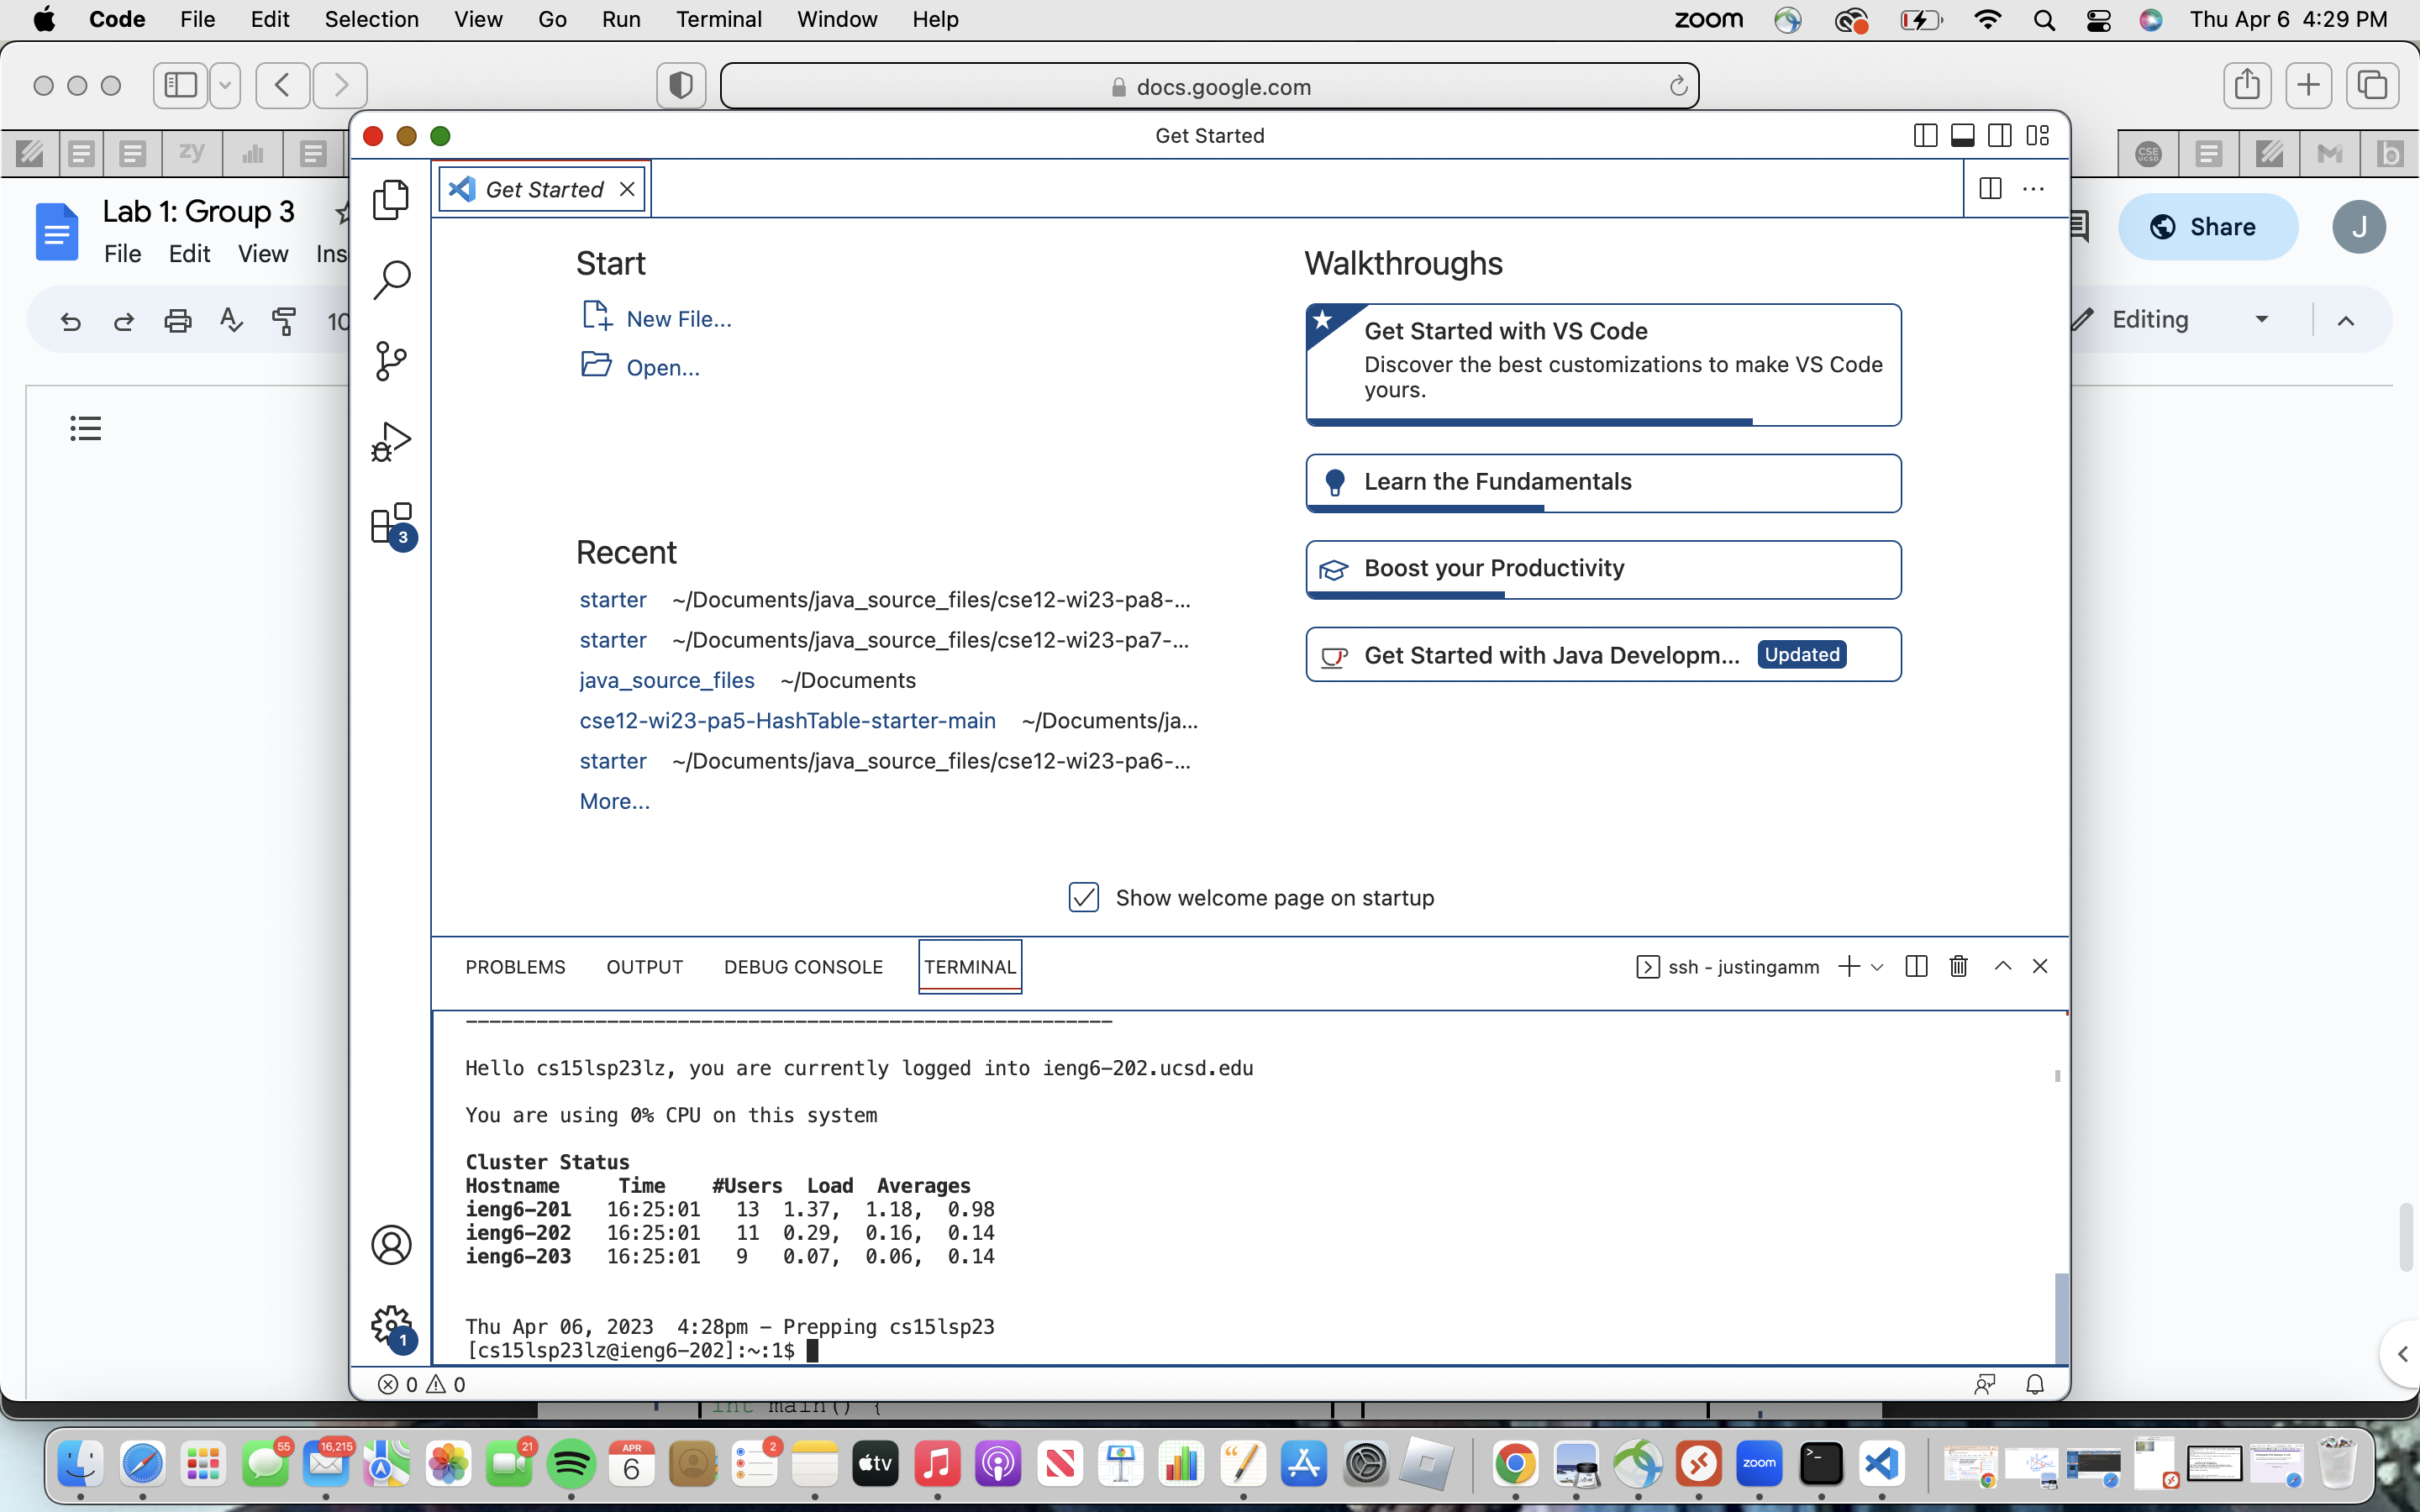 Code File Edit Selection View Go Run Terminal Window Help zoom Thu Apr 6 4:29 PM
docs.google.com
Get Started
zy CSE UCSD
Get Started
Lab 1: Group 3 Share J
File Edit View Ins
10 Editing
Start
New File...
Open...
Walkthroughs
Get Started with VS Code
Discover the best customizations to make VS Code
yours.
Learn the Fundamentals
Boost your Productivity
Get Started with Java Developm... Updated
3
Recent
starter ~/Documents/java_source_files/cse12-wi23-pa8-...
starter ~/Documents/java_source_files/cse12-wi23-pa7-...
java_source_files ~/Documents
cse12-wi23-pa5-HashTable-starter-main ~/Documents/ja...
starter ~/Documents/java_source_files/cse12-wi23-pa6-...
More...
Show welcome page on startup
PROBLEMS OUTPUT DEBUG CONSOLE TERMINAL ssh - justingamm
Hello cs15lsp23lz, you are currently logged into ieng6-202.ucsd.edu
You are using 0% CPU on this system
Cluster Status
Hostname Time #Users Load Averages
ieng6-201 16:25:01 13 1.37, 1.18, 0.98
ieng6-202 16:25:01 11 0.29, 0.16, 0.14
ieng6-203 16:25:01 9 0.07, 0.06, 0.14
Thu Apr 06, 2023 4:28pm - Prepping cs15lsp23
[cs15lsp23lz@ieng6-202]:~:1$
1
0 0
int main() {
55 16,215 21 APR 6 2 tv zoom